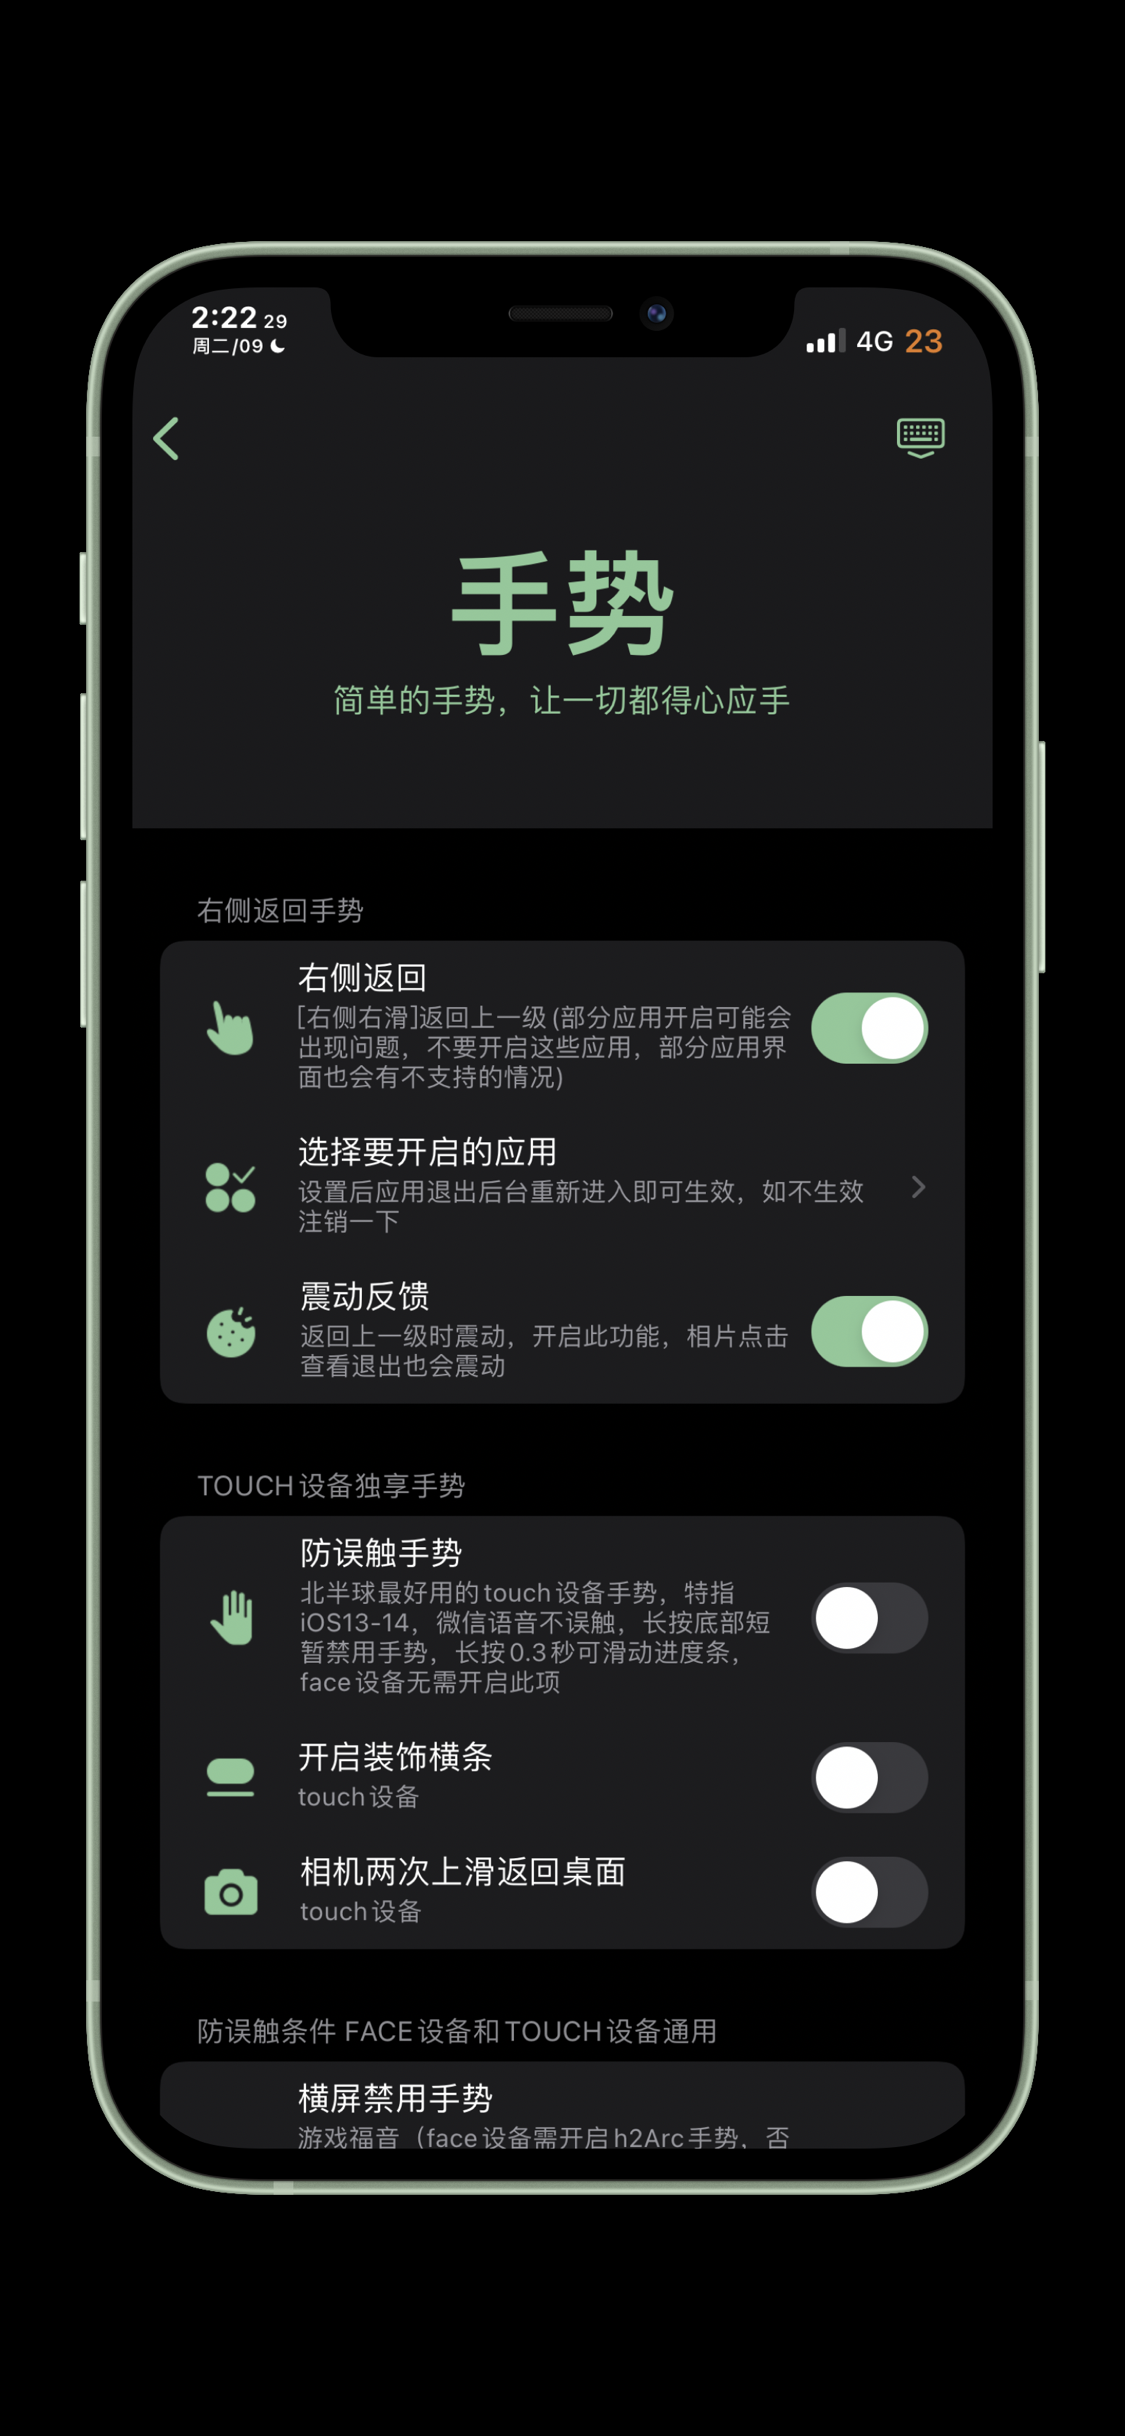 2:22 29
周二/09
4G 23
手势
简单的手势，让一切都得心应手
右侧返回手势
右侧返回
[右侧右滑]返回上一级 (部分应用开启可能会
出现问题，不要开启这些应用，部分应用界
面也会有不支持的情况)
选择要开启的应用
设置后应用退出后台重新进入即可生效，如不生效
注销一下
震动反馈
返回上一级时震动，开启此功能，相片点击
查看退出也会震动
TOUCH设备独享手势
防误触手势
北半球最好用的touch设备手势，特指
iOS13-14，微信语音不误触，长按底部短
暂禁用手势，长按0.3秒可滑动进度条，
face设备无需开启此项
开启装饰横条
touch设备
相机两次上滑返回桌面
touch设备
防误触条件 FACE设备和TOUCH设备通用
横屏禁用手势
游戏福音（face设备需开启h2Arc手势，否